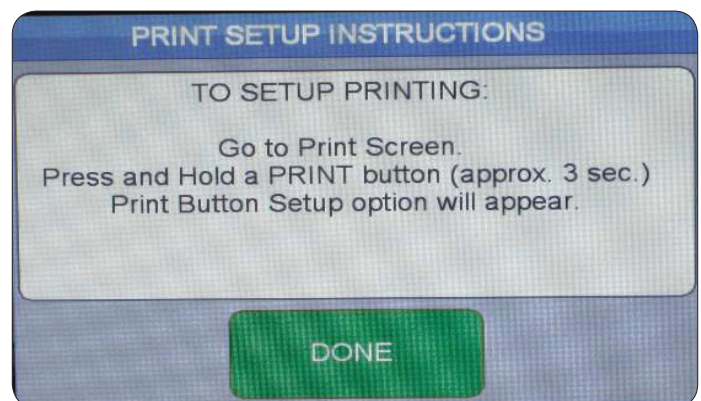 PRINT SETUP INSTRUCTIONS
TO SETUP PRINTING:
Go to Print Screen.
Press and Hold a PRINT button (approx. 3 sec.)
Print Button Setup option will appear.
DONE